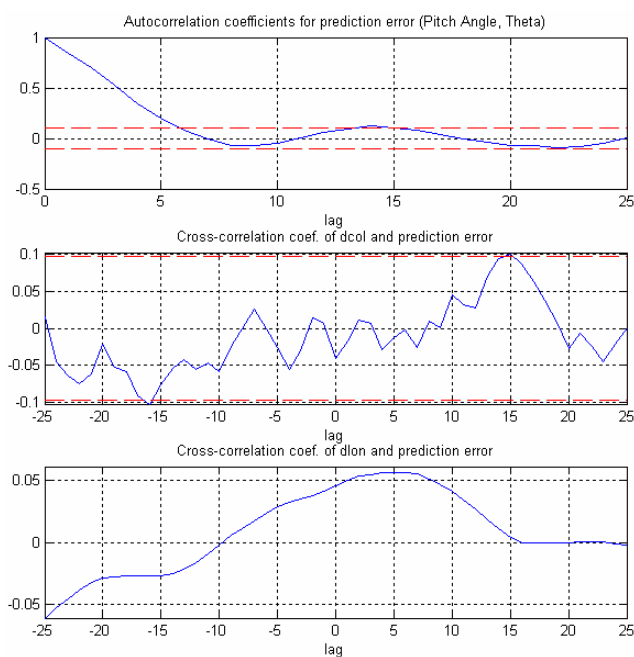 Autocorrelation coefficients for prediction error (Pitch Angle, Theta)
1
0.5
0
-0.5
0 5 10 15 20 25
lag
Cross-correlation coef. of dcol and prediction error
0.1
0.05
0
-0.05
-0.1
-25 -20 -15 -10 -5 0 5 10 15 20 25
lag
Cross-correlation coef. of dlon and prediction error
0.05
0
-0.05
-25 -20 -15 -10 -5 0 5 10 15 20 25
lag